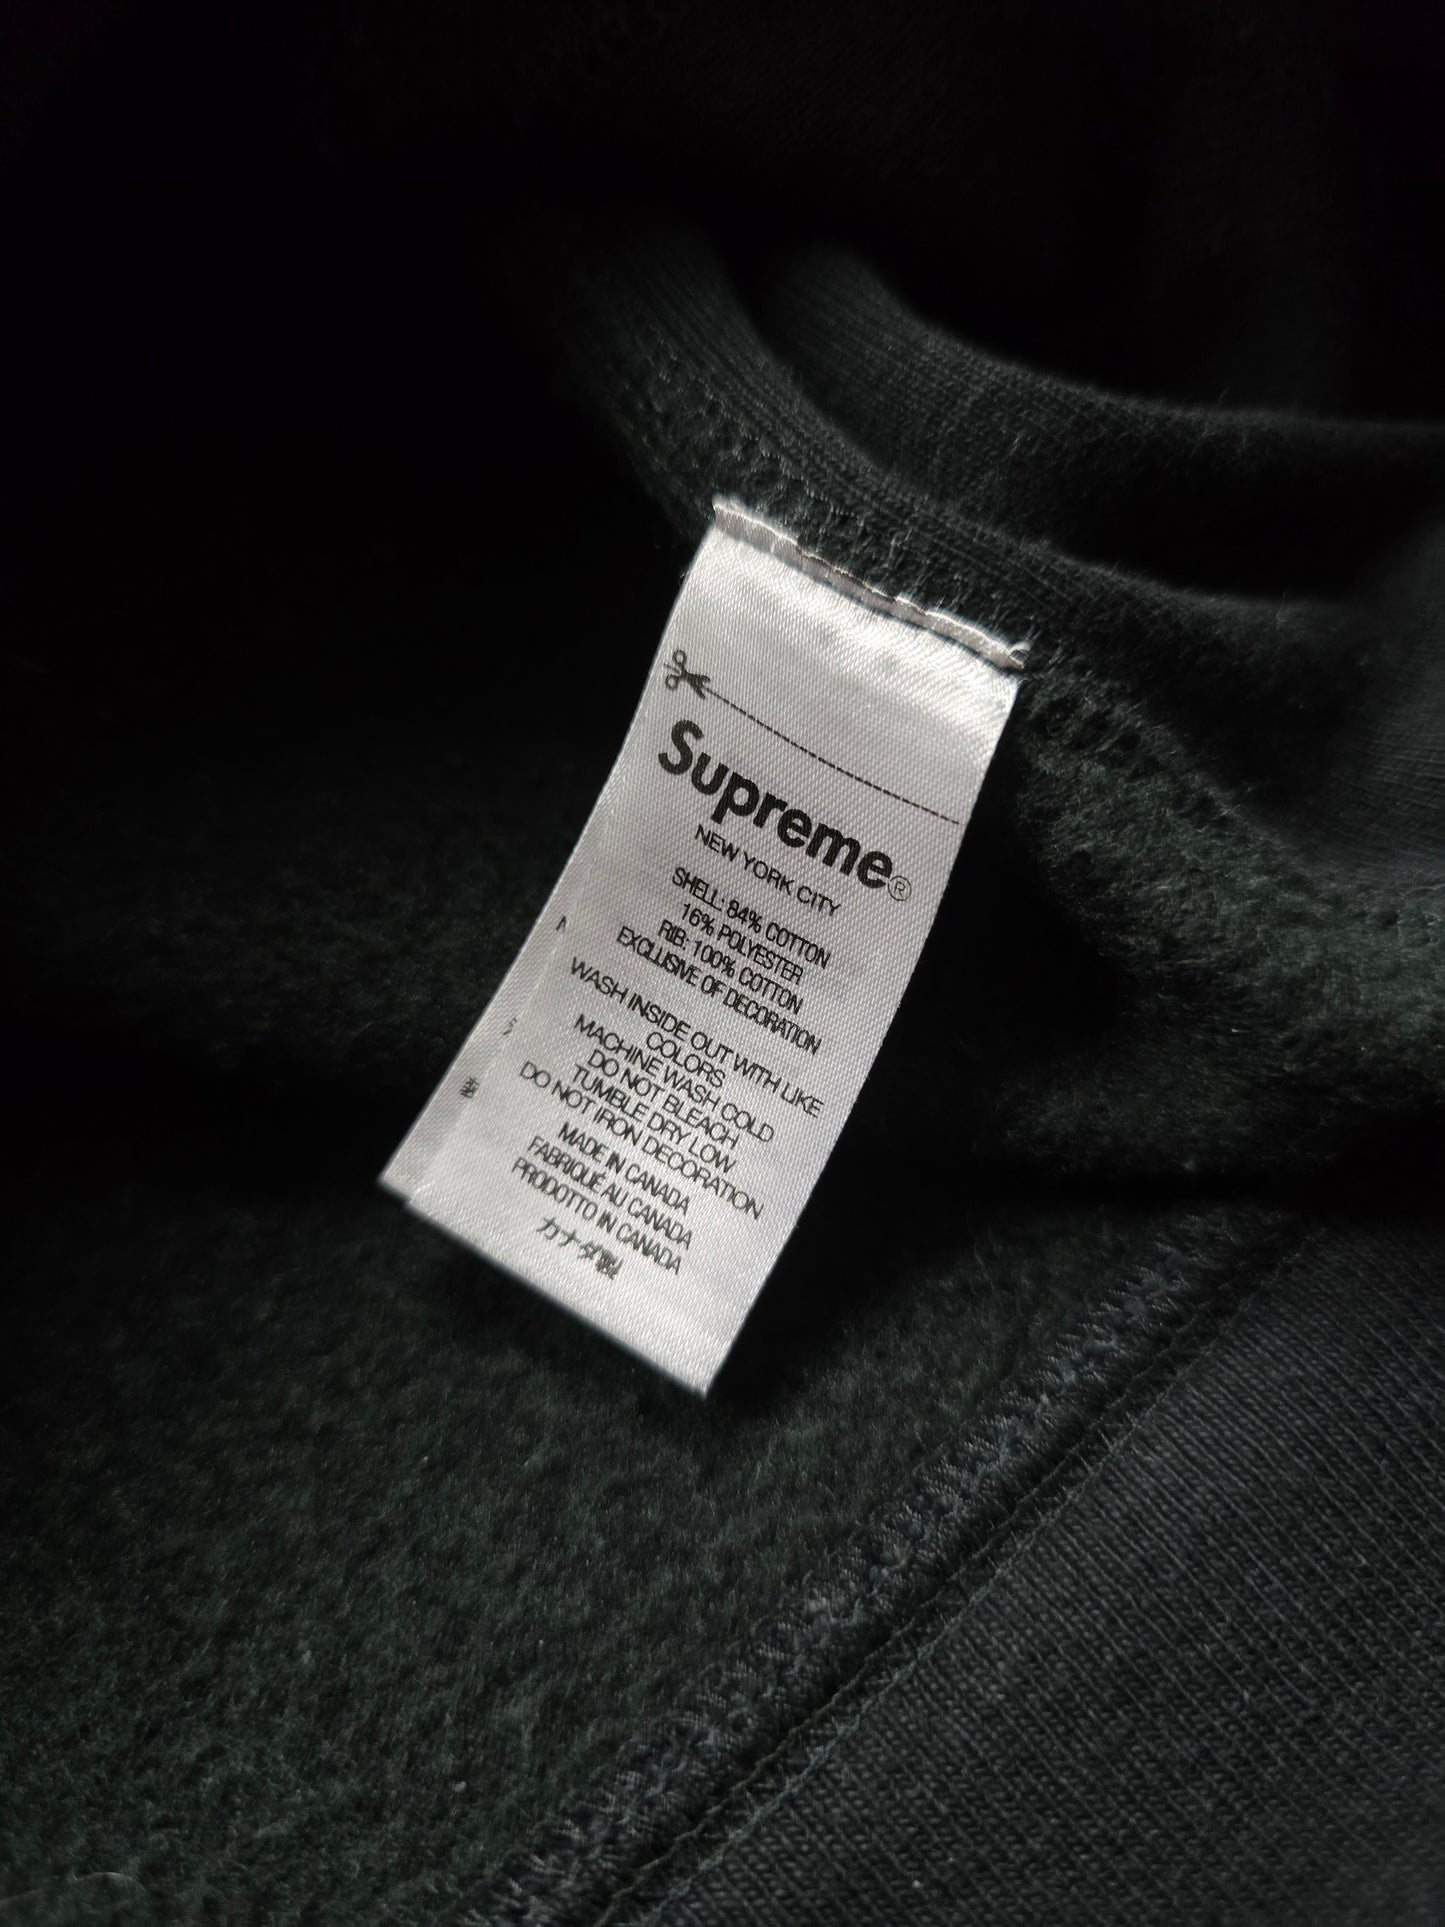 Supreme®
NEW YORK CITY
SHELL: 84% COTTON
16% POLYESTER
RIB: 100% COTTON
EXCLUSIVE OF DECORATION
WASH INSIDE OUT WITH LIKE
COLORS
MACHINE WASH COLD
DO NOT BLEACH
TUMBLE DRY LOW
DO NOT IRON DECORATION
MADE IN CANADA
FABRIQUÉ AU CANADA
PRODOTTO IN CANADA
カナダ製